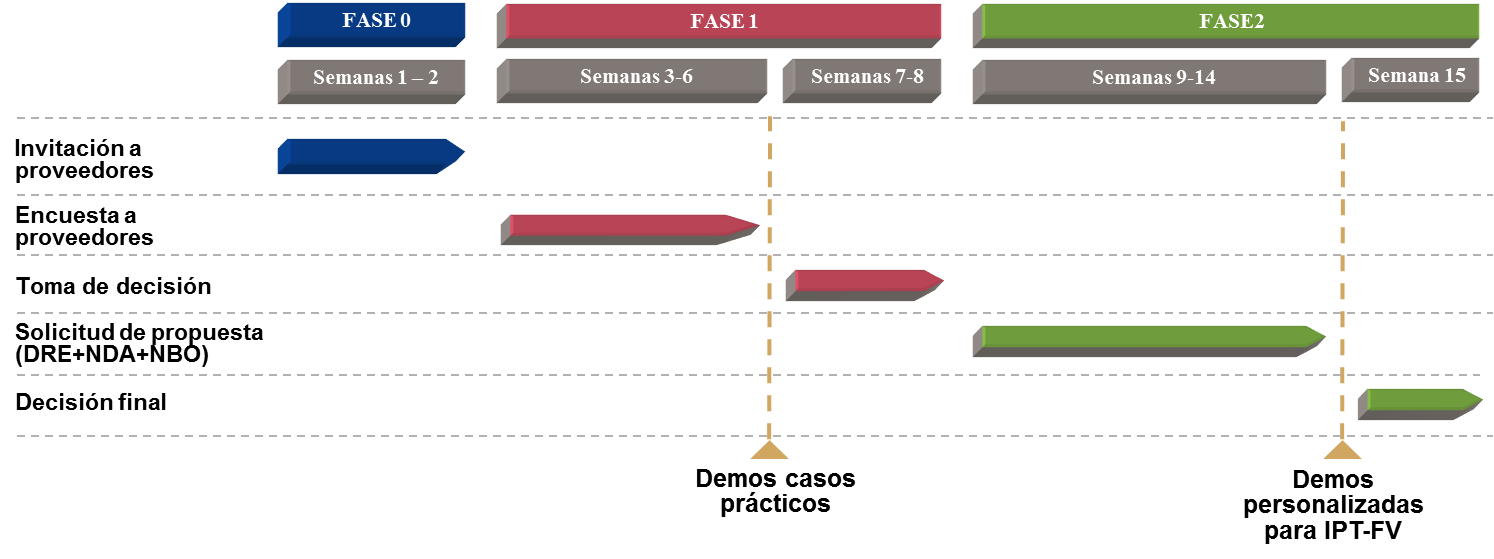 FASE 0
FASE 1
FASE2
Semanas 1 – 2
Semanas 3-6
Semanas 7-8
Semanas 9-14
Semana 15
Invitación a
proveedores
Encuesta a
proveedores
Toma de decisión
Solicitud de propuesta
(DRE+NDA+NBO)
Decisión final
Demos casos
prácticos
Demos
personalizadas
para IPT-FV